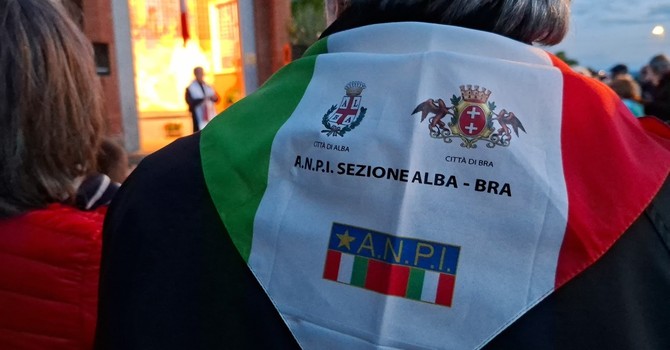 CITTÀ DI ALBA
CITTÀ DI BRA
A.N.P.I. SEZIONE ALBA - BRA
A.N.P.I.